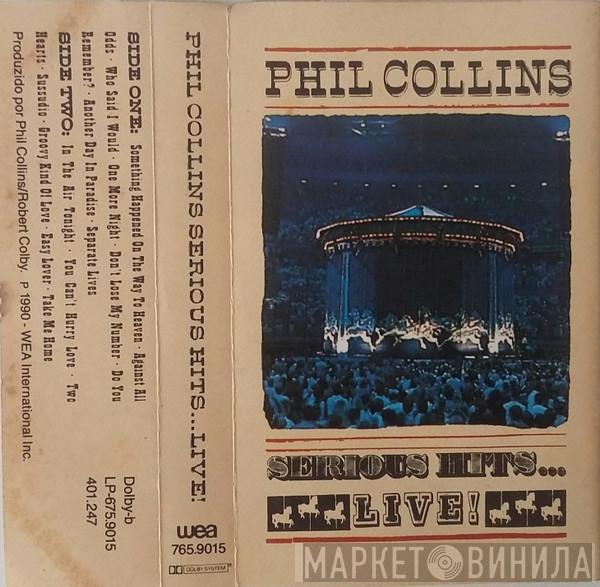 SIDE ONE: Something Happened On The Way To Heaven · Against All
Odds · Who Said I Would · One More Night · Don't Lose My Number · Do You
Remember? · Another Day In Paradise · Separate Lives
SIDE TWO: In The Air Tonight · You Can't Hurry Love · Two
Hearts · Sussudio · Groovy Kind Of Love · Easy Lover · Take Me Home
Produzido por Phil Collins/Robert Colby. P 1990 - WEA International Inc.
Dolby-b
LP-675.9015
401.247
PHIL COLLINS SERIOUS HITS...LIVE!
wea
765.9015
DOLBY SYSTEM
PHIL COLLINS
SERIOUS HITS...
LIVE!
МАРКЕТ ВИНИЛА